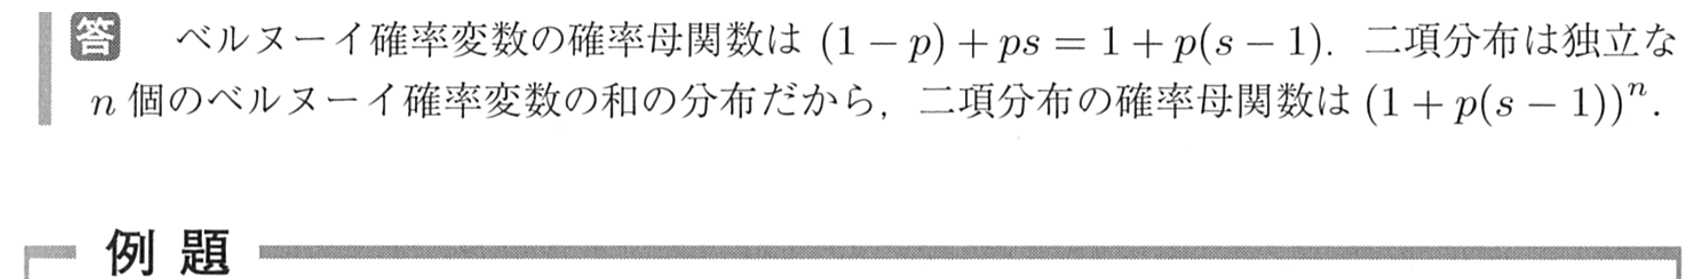 答 ベルヌーイ確率変数の確率母関数は (1 − p) + ps = 1 + p(s − 1). 二項分布は独立な
n 個のベルヌーイ確率変数の和の分布だから, 二項分布の確率母関数は (1 + p(s − 1))ⁿ.
例 題